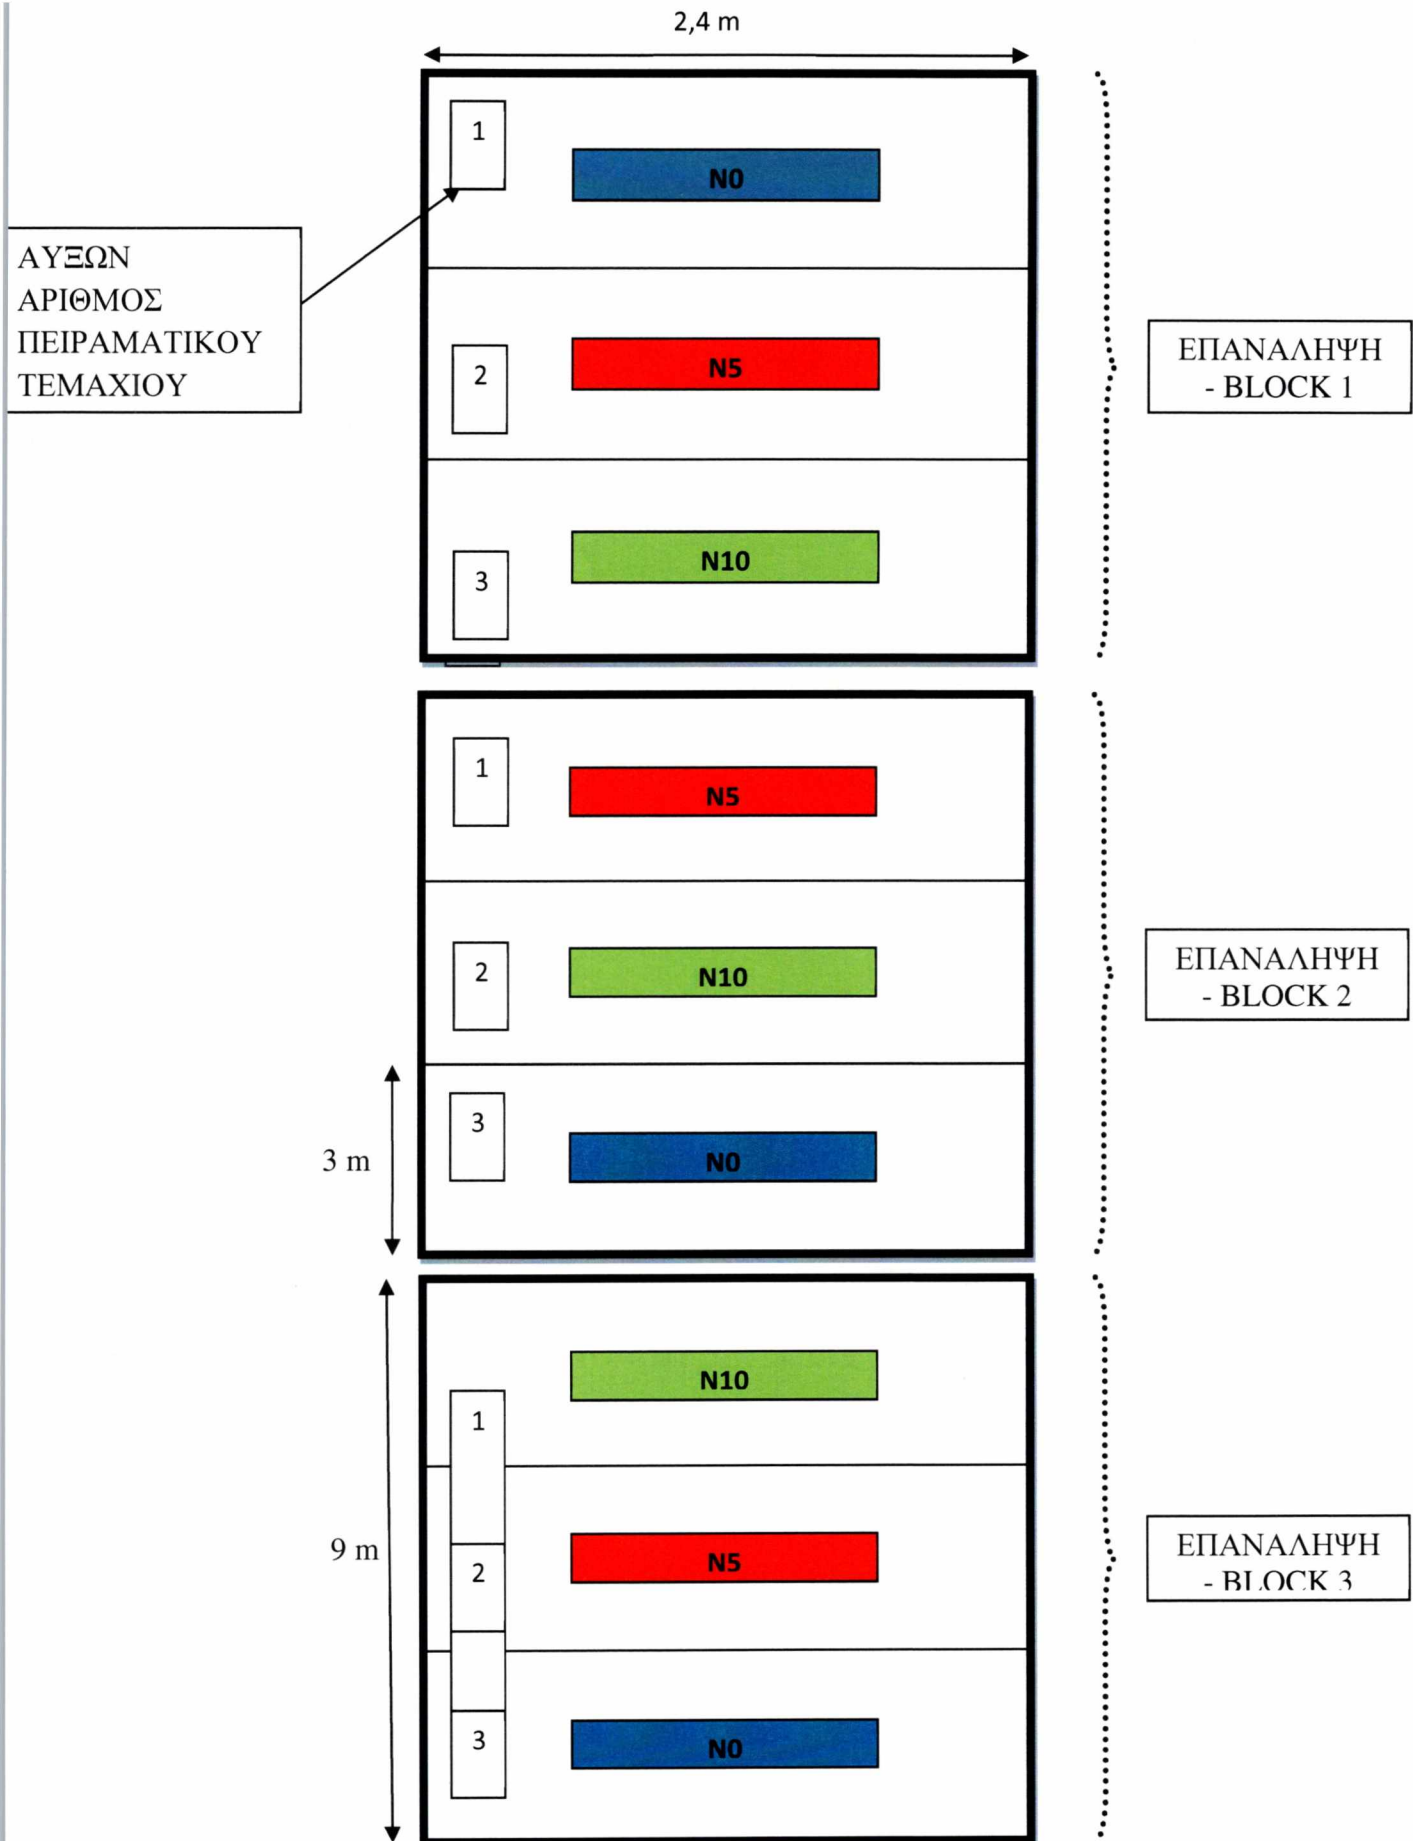 2,4 m
1
N0
ΑΥΞΩΝ
ΑΡΙΘΜΟΣ
ΠΕΙΡΑΜΑΤΙΚΟΥ
ΤΕΜΑΧΙΟΥ
2
N5
ΕΠΑΝΑΛΗΨΗ
- BLOCK 1
3
N10
1
N5
2
N10
ΕΠΑΝΑΛΗΨΗ
- BLOCK 2
3 m
3
N0
N10
1
9 m
2
N5
ΕΠΑΝΑΛΗΨΗ
- BLOCK 3
3
N0